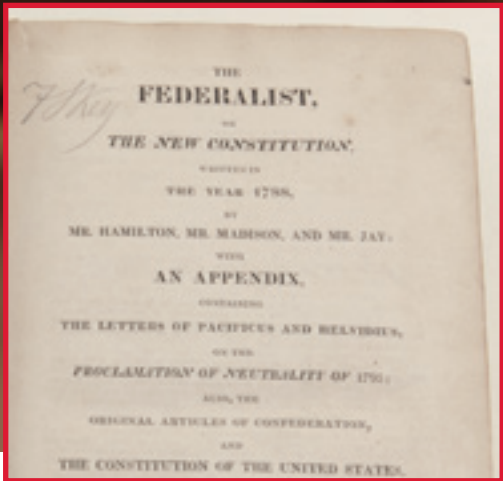 THE
F S Key
FEDERALIST,
ON
THE NEW CONSTITUTION,
WRITTEN IN
THE YEAR 1788,
BY
MR. HAMILTON, MR. MADISON, AND MR. JAY:
WITH
AN APPENDIX,
CONTAINING
THE LETTERS OF PACIFICUS AND HELVIDIUS,
ON THE
PROCLAMATION OF NEUTRALITY OF 1793;
ALSO, THE
ORIGINAL ARTICLES OF CONFEDERATION,
AND
THE CONSTITUTION OF THE UNITED STATES,